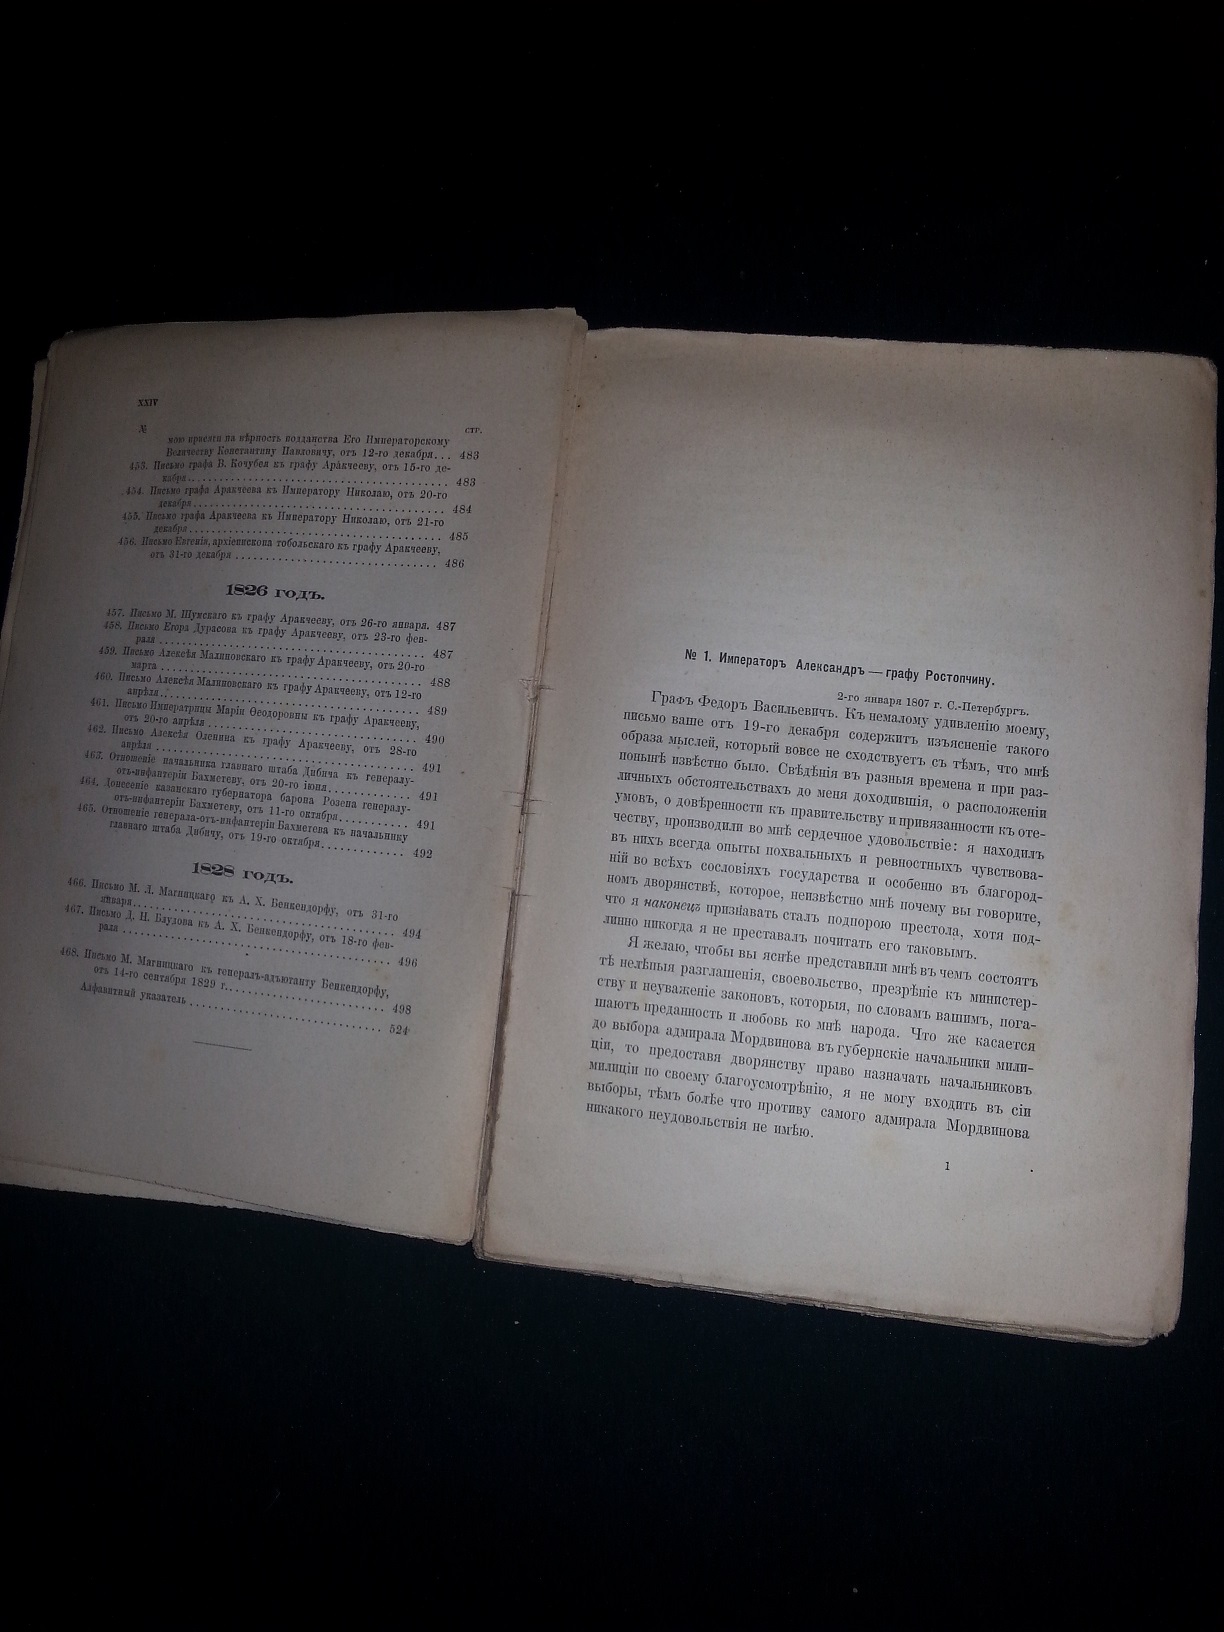 XXIV
№ СТР.
мою присяги на вѣрность подданства Его Императорскому
Величеству Константину Павловичу, отъ 12-го декабря... 483
453. Письмо графа В. Кочубея къ графу Аракчееву, отъ 15-го де-
кабря ........ 483
454. Письмо графа Аракчеева къ Императору Николаю, отъ 20-го
декабря ........ 484
455. Письмо графа Аракчеева къ Императору Николаю, отъ 21-го
декабря ........ 485
456. Письмо Евгенія, архіепископа тобольскаго къ графу Аракчееву,
отъ 31-го декабря ........ 486
1826 годъ.
457. Письмо М. Шумскаго къ графу Аракчееву, отъ 26-го января. 487
458. Письмо Егора Дурасова къ графу Аракчееву, отъ 23-го фев-
раля ........ 487
459. Письмо Алексѣя Малиновскаго къ графу Аракчееву, отъ 20-го
марта ........ 488
460. Письмо Алексѣя Малиновскаго къ графу Аракчееву, отъ 12-го
апрѣля ........ 489
461. Письмо Императрицы Маріи Ѳеодоровны къ графу Аракчееву,
отъ 20-го апрѣля ........ 490
462. Письмо Алексѣя Оленина къ графу Аракчееву, отъ 28-го
апрѣля ........ 491
463. Отношеніе начальника главнаго штаба Дибича къ генералу-
отъ-инфантеріи Бахметеву, отъ 20-го іюня ........ 491
464. Донесеніе казанскаго губернатора барона Розена генералу-
отъ-инфантеріи Бахметеву, отъ 11-го октября ........ 491
465. Отношеніе генерала-отъ-инфантеріи Бахметева къ начальнику
главнаго штаба Дибичу, отъ 19-го октября ........ 492
1828 годъ.
466. Письмо М. Л. Магницкаго къ А. Х. Бенкендорфу, отъ 31-го
января ........ 494
467. Письмо Д. Н. Блудова къ А. Х. Бенкендорфу, отъ 18-го фев-
раля ........ 496
468. Письмо М. Магницкаго къ генералъ-адъютанту Бенкендорфу,
отъ 14-го сентября 1829 г. ........ 498
Алфавитный указатель ........ 524
№ 1. Императоръ Александръ — графу Ростопчину.
2-го января 1807 г. С.-Петербургъ.
Графъ Федоръ Васильевичъ. Къ немалому удивленію моему,
письмо ваше отъ 19-го декабря содержитъ изъясненіе такого
образа мыслей, который вовсе не сходствуетъ съ тѣмъ, что мнѣ
понынѣ извѣстно было. Свѣдѣнія въ разныя времена и при раз-
личныхъ обстоятельствахъ до меня доходившія, о расположеніи
умовъ, о довѣренности къ правительству и привязанности къ оте-
честву, производили во мнѣ сердечное удовольствіе: я находилъ
въ нихъ всегда опыты похвальныхъ и ревностныхъ чувствова-
ній во всѣхъ сословіяхъ государства и особенно въ благород-
номъ дворянствѣ, которое, неизвѣстно мнѣ почему вы говорите,
что я наконецъ признавать сталъ подпорою престола, хотя под-
линно никогда я не преставалъ почитать его таковымъ.
Я желаю, чтобы вы яснѣе представили мнѣ въ чемъ состоятъ
тѣ нелѣпыя разглашенія, своевольство, презрѣніе къ министер-
ству и неуваженіе законовъ, которыя, по словамъ вашимъ, пога-
шаютъ преданность и любовь ко мнѣ народа. Что же касается
до выбора адмирала Мордвинова въ губернскіе начальники мили-
ціи, то предоставя дворянству право назначать начальниковъ
милиціи по своему благоусмотрѣнію, я не могу входить въ сіи
выборы, тѣмъ болѣе что противу самого адмирала Мордвинова
никакого неудовольствія не имѣю.
1